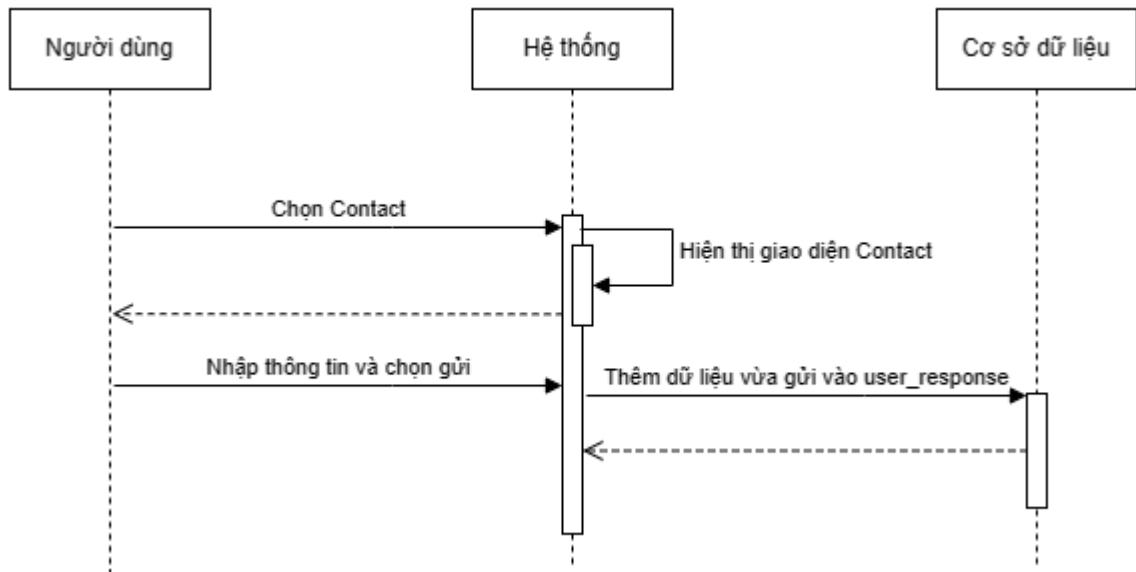 Người dùng
Hệ thống
Cơ sở dữ liệu
Chọn Contact
Hiện thị giao diện Contact
Nhập thông tin và chọn gửi
Thêm dữ liệu vừa gửi vào user_response